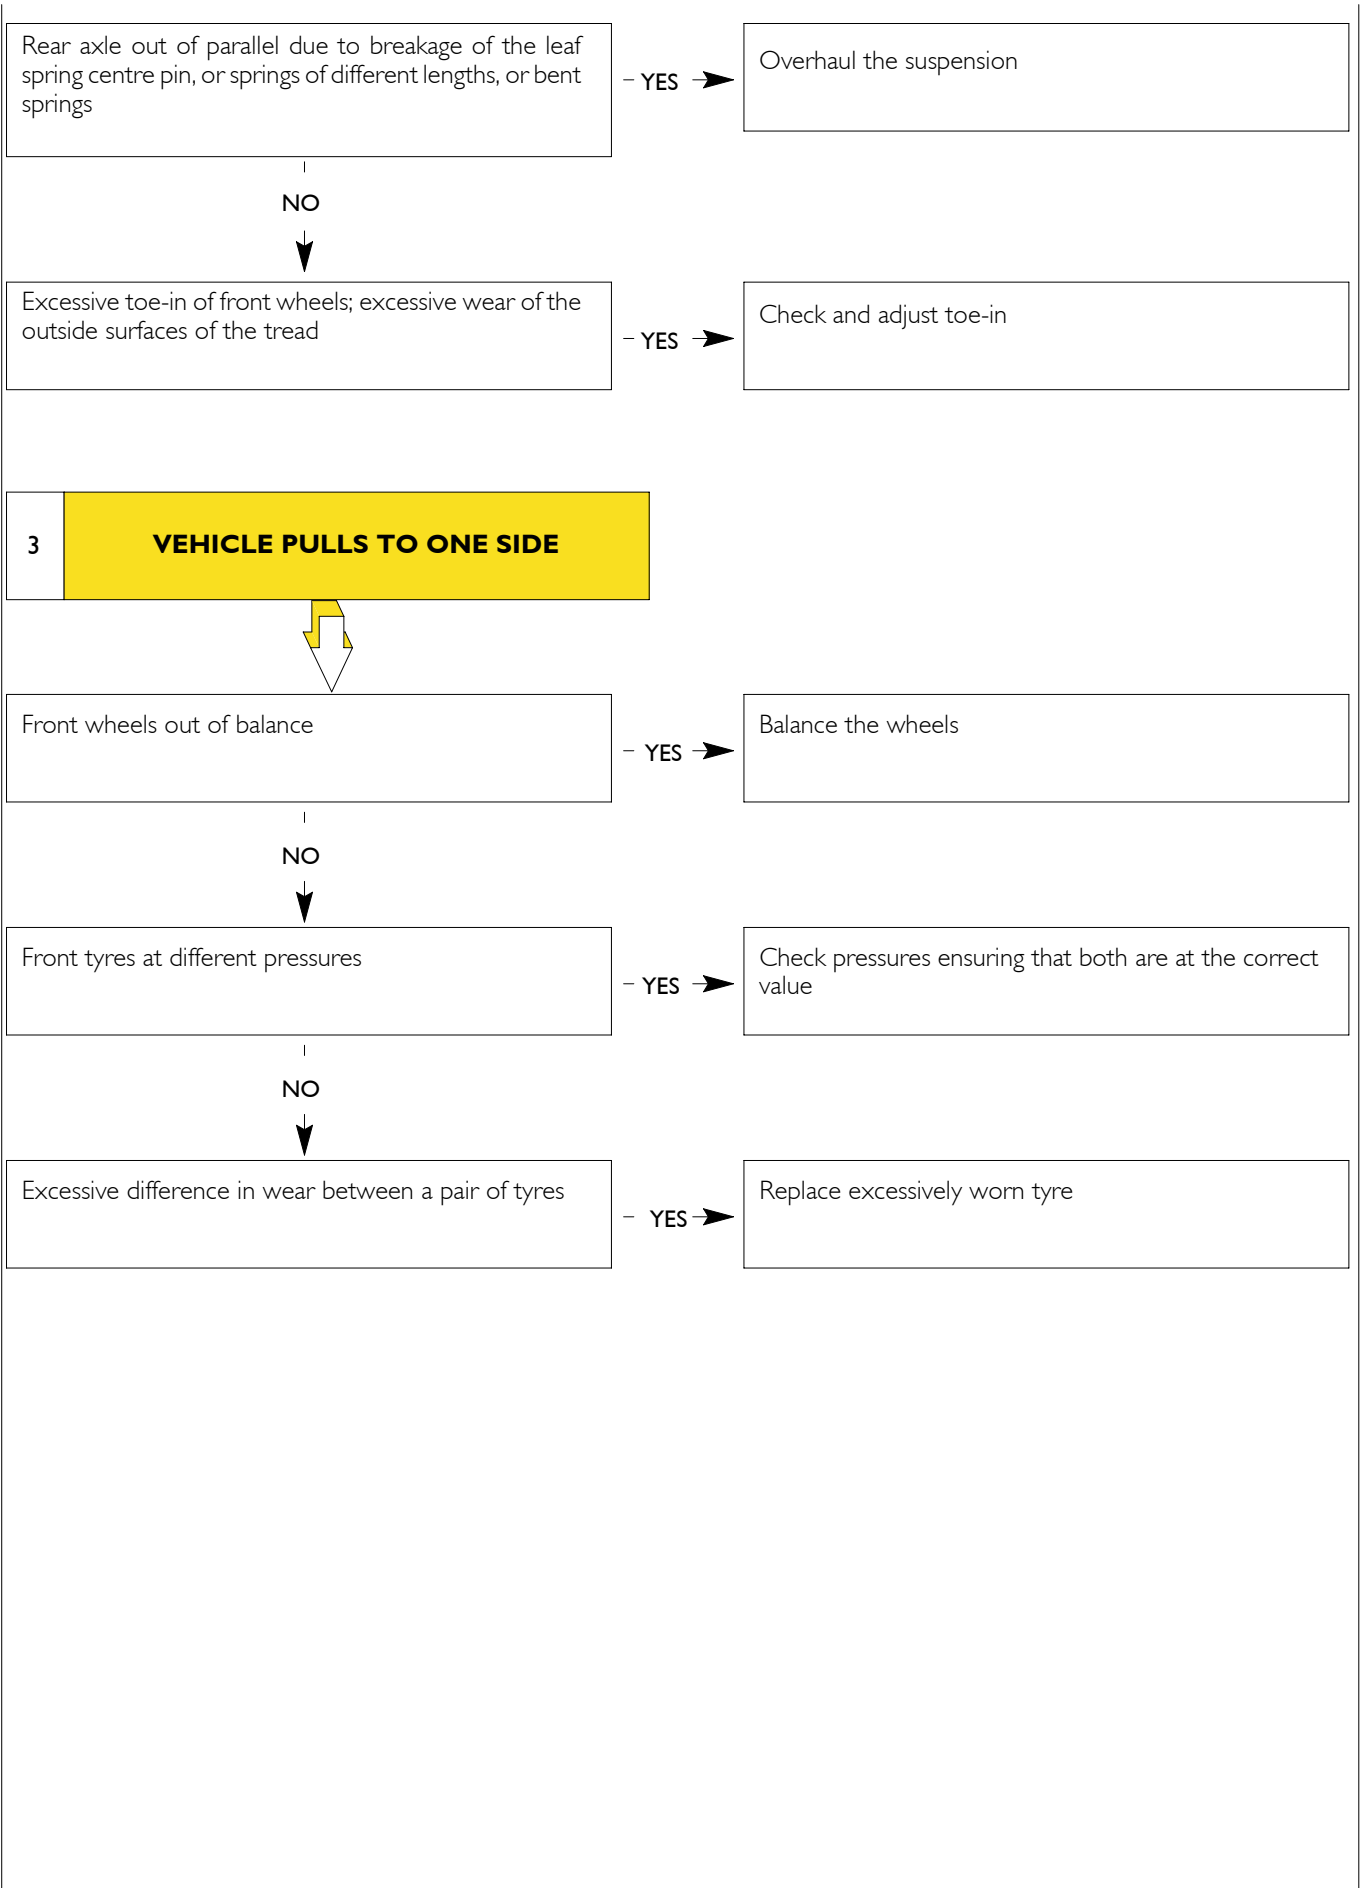 Rear axle out of parallel due to breakage of the leaf
spring centre pin, or springs of different lengths, or bent
springs
YES
Overhaul the suspension
NO
Excessive toe-in of front wheels; excessive wear of the
outside surfaces of the tread
YES
Check and adjust toe-in
3
VEHICLE PULLS TO ONE SIDE
Front wheels out of balance
YES
Balance the wheels
NO
Front tyres at different pressures
YES
Check pressures ensuring that both are at the correct
value
NO
Excessive difference in wear between a pair of tyres
YES
Replace excessively worn tyre